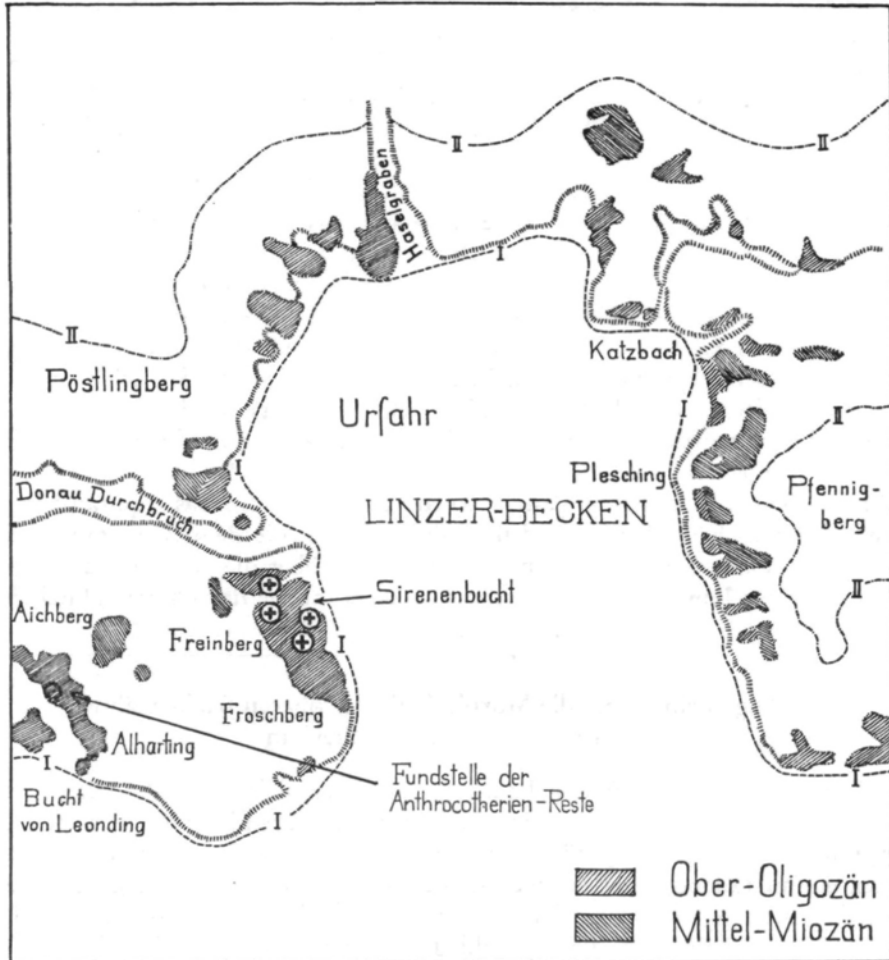 II
II
Haselgraben
I
II
Katzbach
Pöstlingberg
I
II
Urfahr
I
Plesching
Pfennig-
berg
Donau Durchbruch
LINZER-BECKEN
II
Sirenenbucht
Aichberg
Freinberg
I
Froschberg
Alharting
I
Fundstelle der
Anthrocotherien-Reste
I
Bucht
von Leonding
I
Ober-Oligozän
Mittel-Miozän